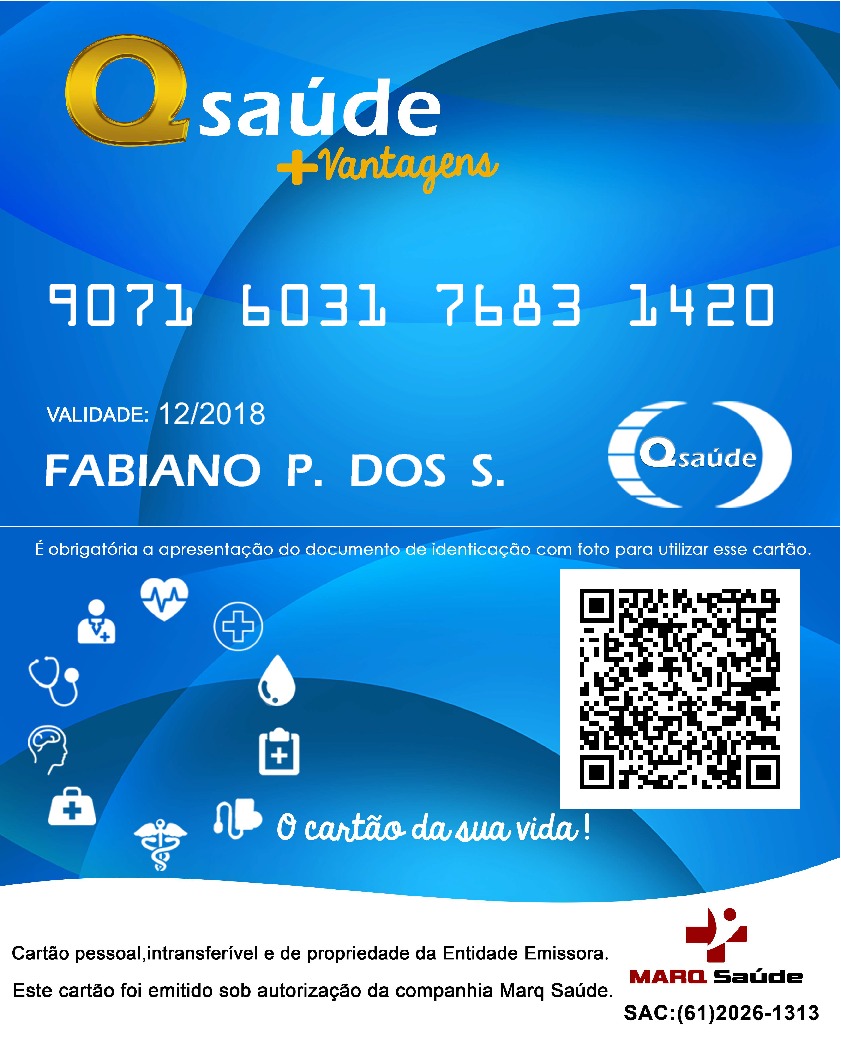 Qsaúde
+Vantagens
9071 6031 7683 1420
VALIDADE: 12/2018
FABIANO P. DOS S.
Qsaúde
É obrigatória a apresentação do documento de identicação com foto para utilizar esse cartão.
O cartão da sua vida!
Cartão pessoal,intransferível e de propriedade da Entidade Emissora.
Este cartão foi emitido sob autorização da companhia Marq Saúde.
MARQ Saúde
SAC:(61)2026-1313